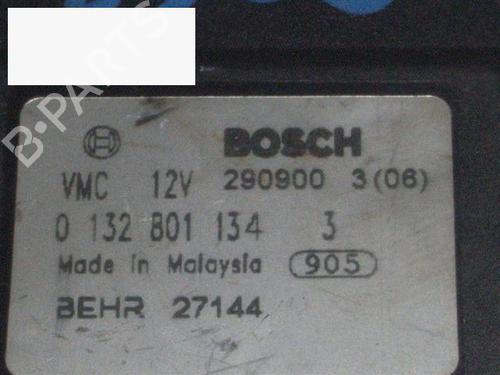 B-PARTS
BOSCH
VMC 12V 290900 3(06)
0 132 801 134 3
Made in Malaysia 905
BEHR 27144